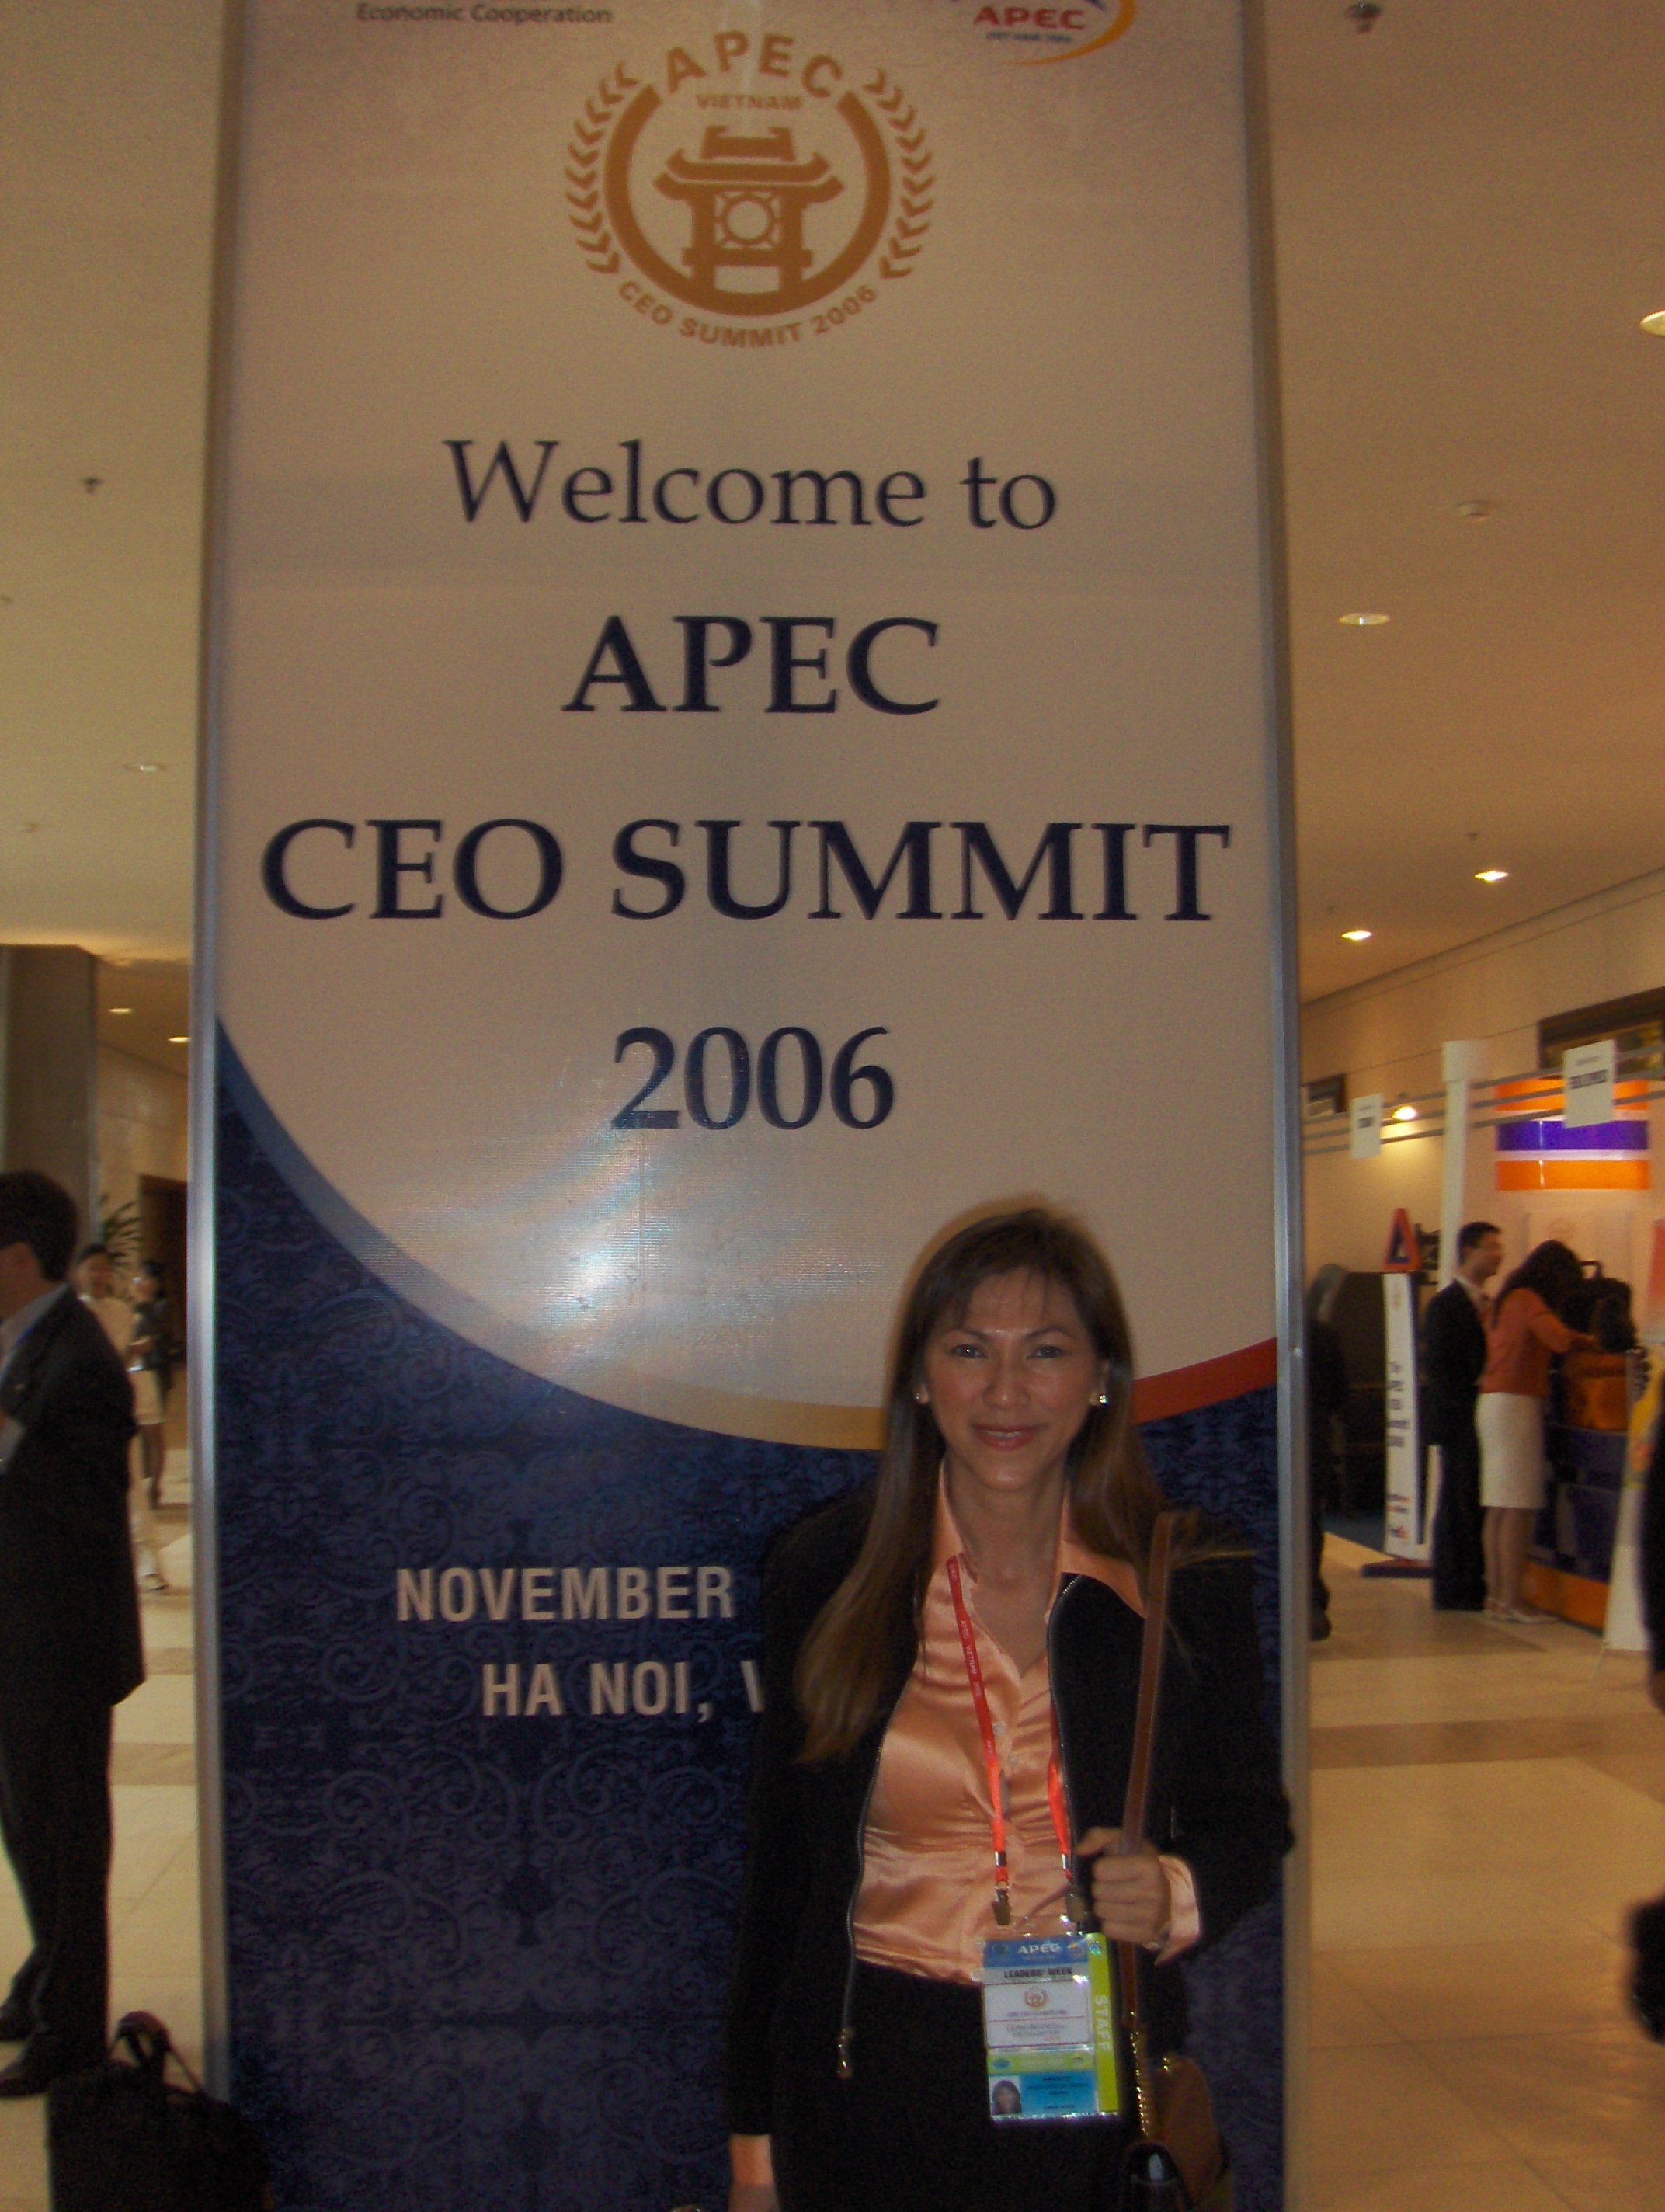 Economic Cooperation
APEC
APEC
VIETNAM
CEO SUMMIT 2006
Welcome to
APEC
CEO SUMMIT
2006
NOVEMBER
HA NOI, V
APEC
LEADERS' WEEK
STAFF